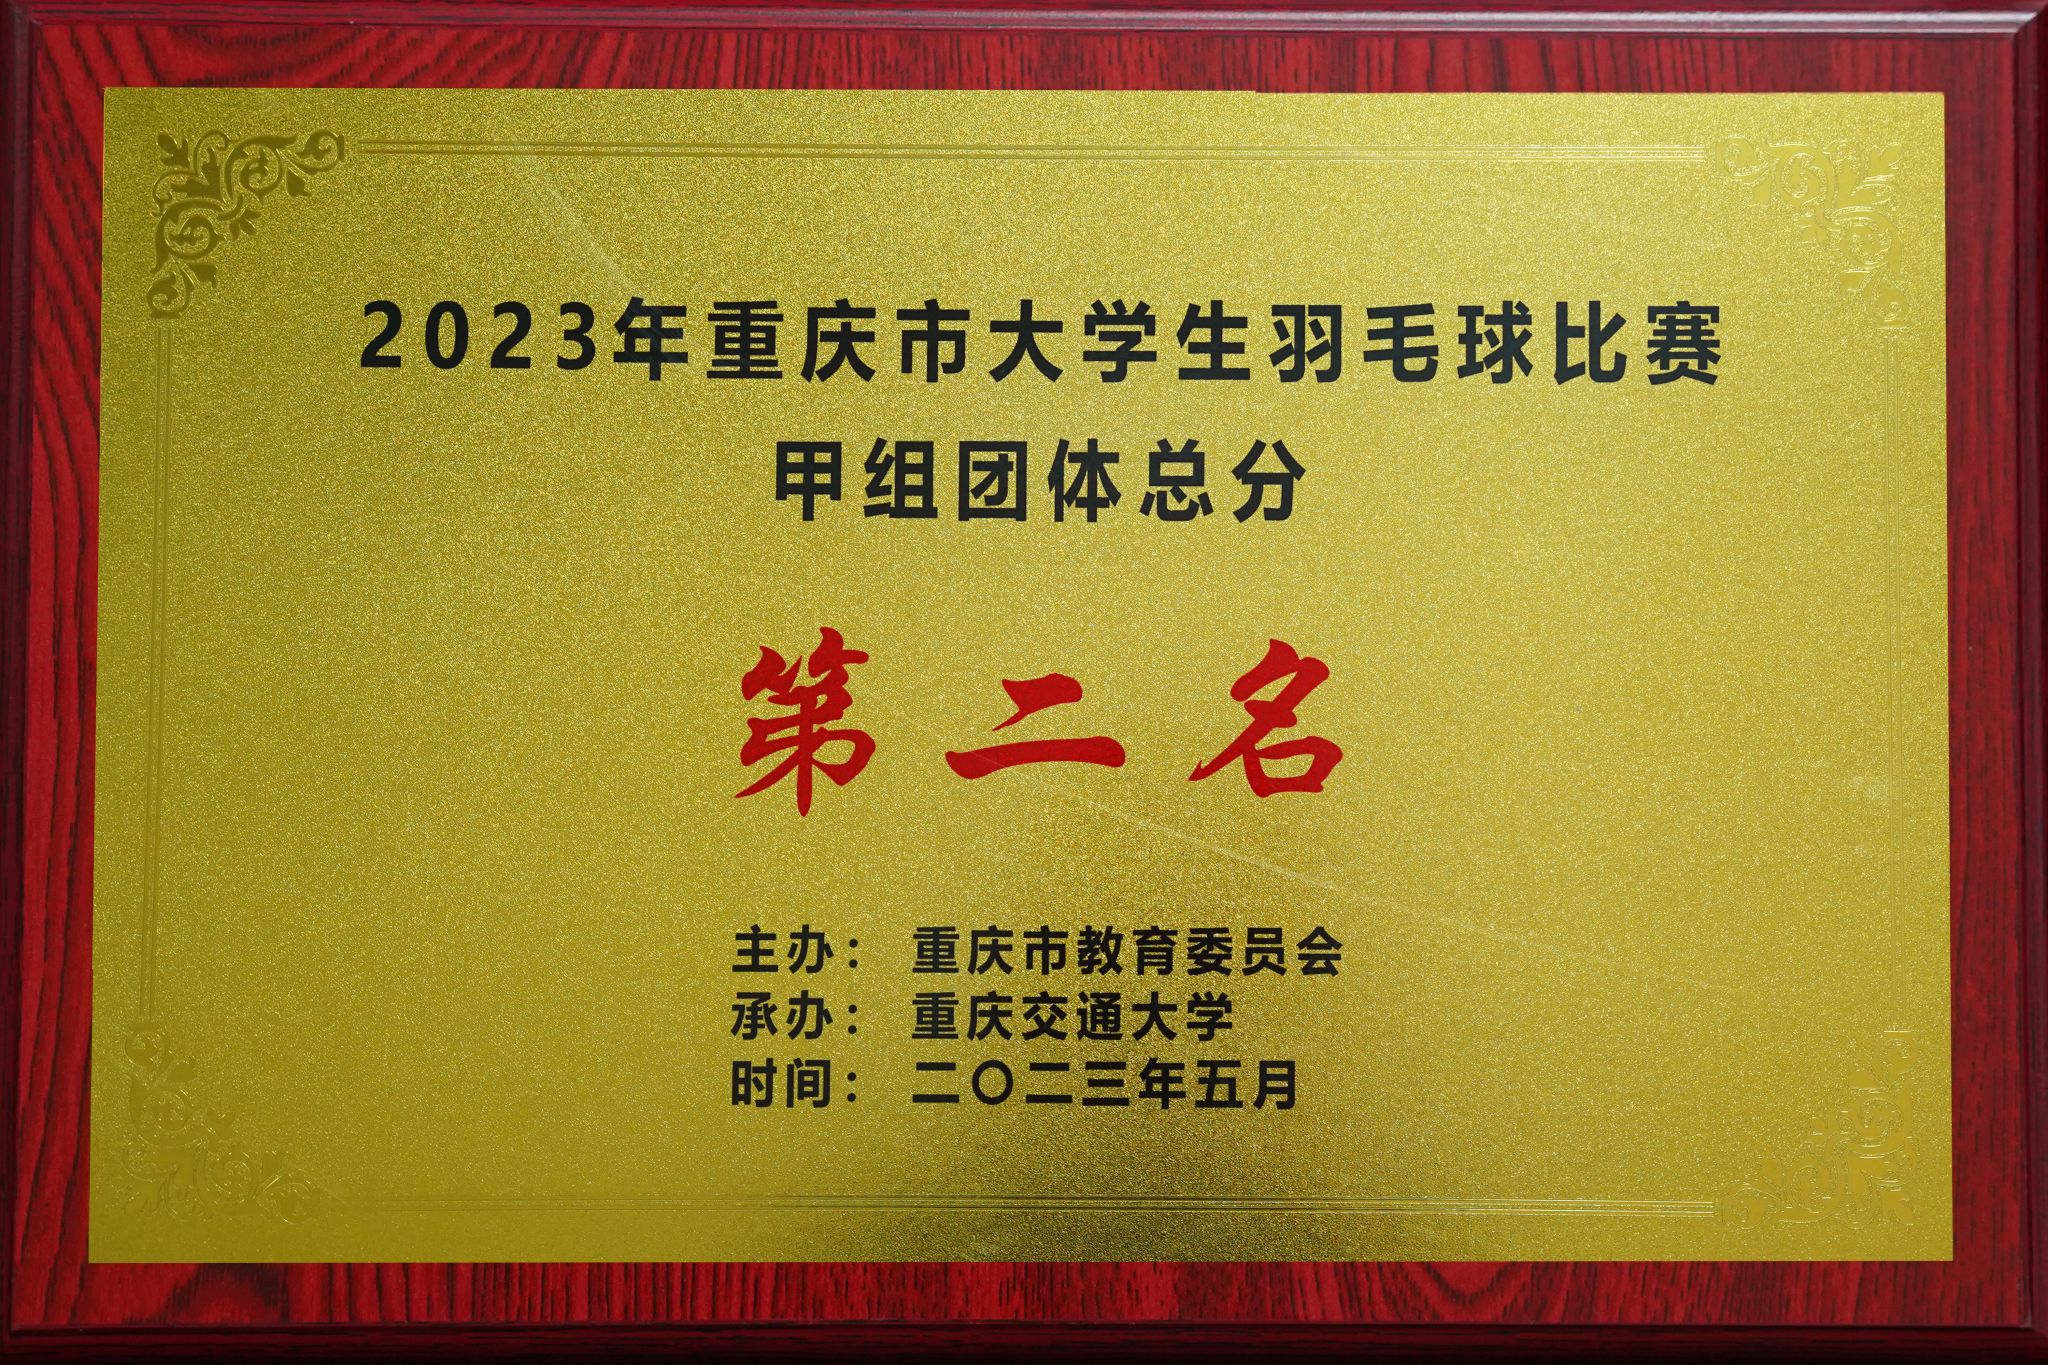 2023年重庆市大学生羽毛球比赛
甲组团体总分
第二名
主办： 重庆市教育委员会
承办： 重庆交通大学
时间： 二〇二三年五月